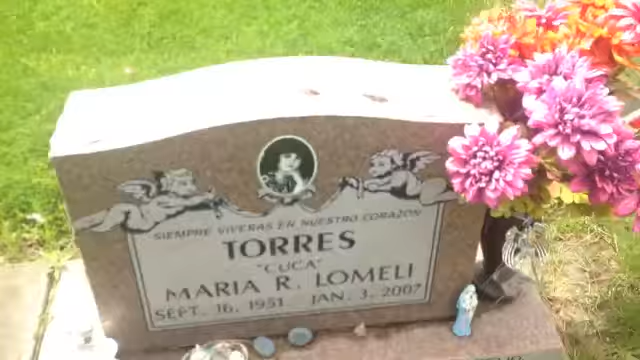 SIEMPRE VIVERAS EN NUESTRO CORAZON
TORRES
"CUCA"
MARIA R. LOMELI
SEPT. 16, 1951 JAN. 3, 2007